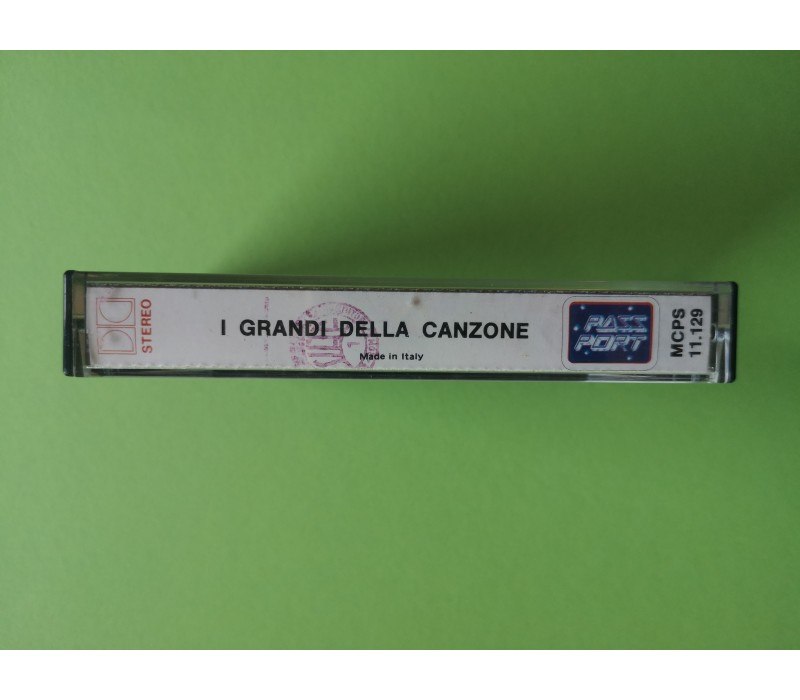 STEREO
I GRANDI DELLA CANZONE
Made in Italy
PASS
PORT
MCPS
11.129